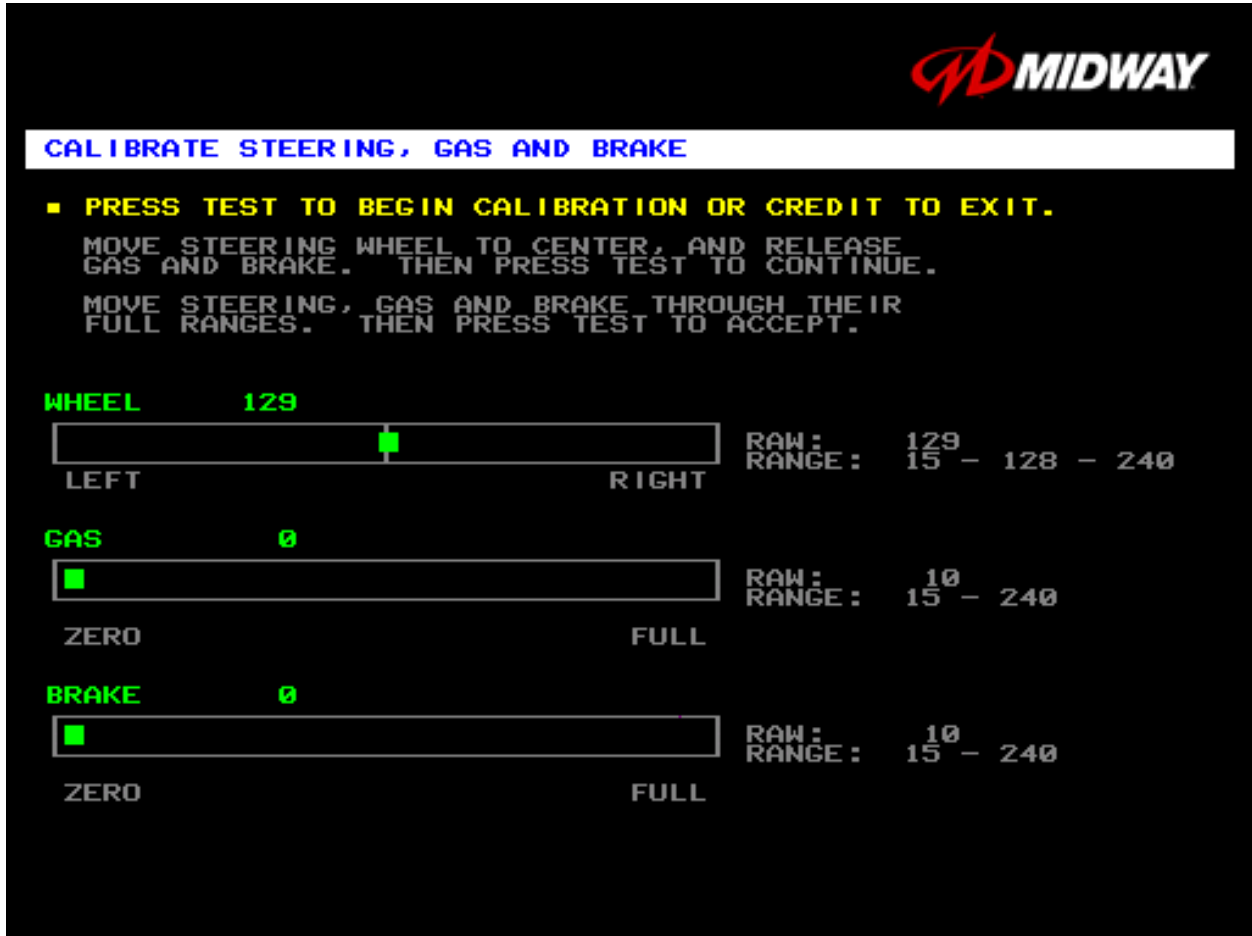 MIDWAY
CALIBRATE STEERING, GAS AND BRAKE
PRESS TEST TO BEGIN CALIBRATION OR CREDIT TO EXIT.
MOVE STEERING WHEEL TO CENTER, AND RELEASE
GAS AND BRAKE. THEN PRESS TEST TO CONTINUE.
MOVE STEERING, GAS AND BRAKE THROUGH THEIR
FULL RANGES. THEN PRESS TEST TO ACCEPT.
WHEEL 129
RAW: 129
RANGE: 15 - 128 - 240
LEFT RIGHT
GAS 0
RAW: 10
RANGE: 15 - 240
ZERO FULL
BRAKE 0
RAW: 10
RANGE: 15 - 240
ZERO FULL